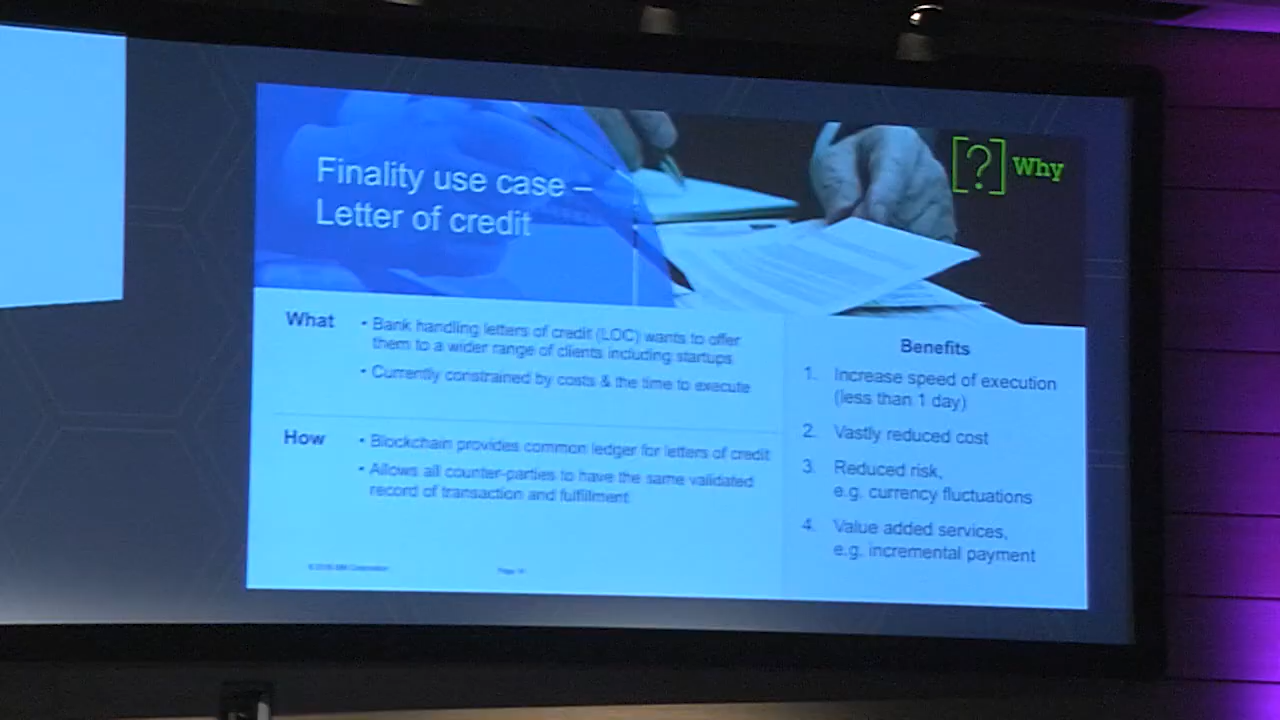 Finality use case –
Letter of credit
[?] Why
What
• Bank handling letters of credit (LOC) wants to offer
them to a wider range of clients including startups
• Currently constrained by costs & the time to execute
How
• Blockchain provides common ledger for letters of credit
• Allows all counter-parties to have the same validated
record of transaction and fulfillment
Benefits
1. Increase speed of execution
(less than 1 day)
2. Vastly reduced cost
3. Reduced risk,
e.g. currency fluctuations
4. Value added services,
e.g. incremental payment
IBM Corporation
Page